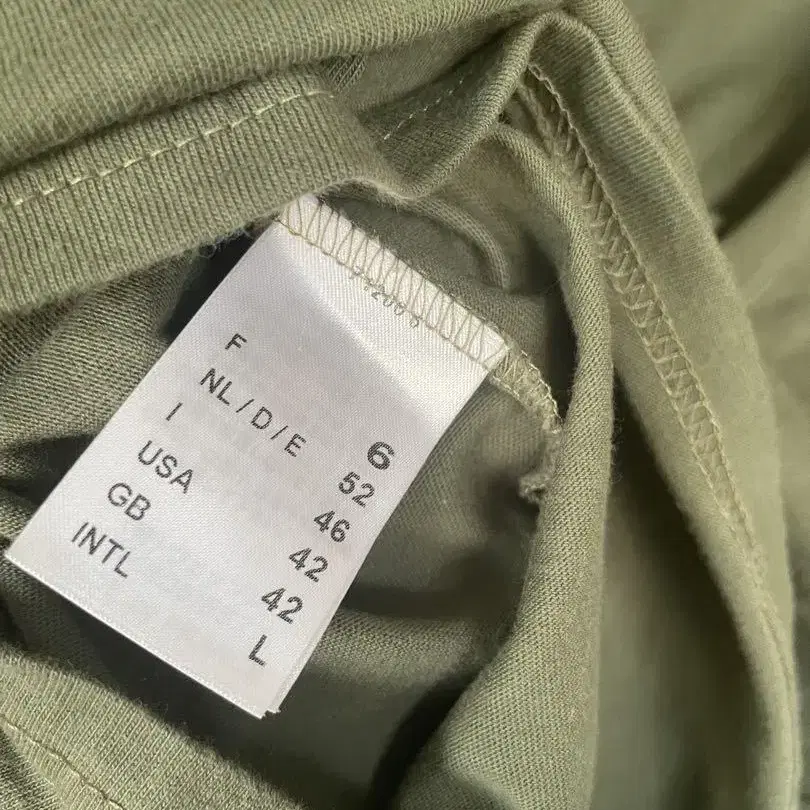 F 6
NL/D/E 52
I 46
USA 42
GB 42
INTL L